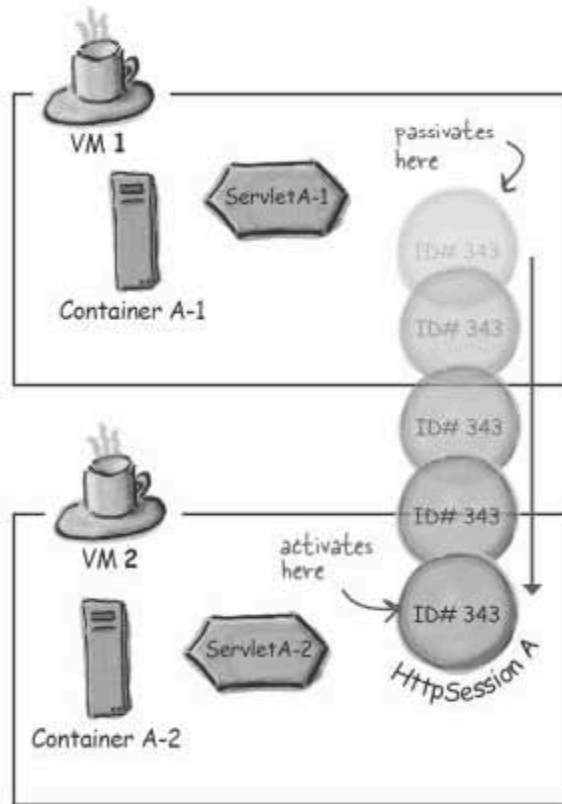 VM 1
passivates
here
ServletA-1
Container A-1
ID# 343
ID# 343
ID# 343
VM 2
ID# 343
activates
here
ID# 343
ServletA-2
HttpSession A
Container A-2